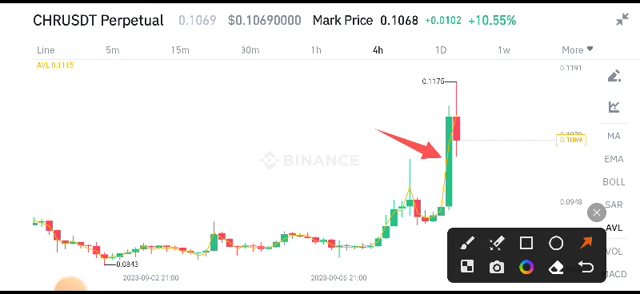 CHRUSDT Perpetual 0.1069 $0.10690000 Mark Price 0.1068 +0.0102 +10.55%
Line 5m 15m 30m 1h 4h 1D 1w More
AVL 0.1115
0.1191
0.1175
MA
0.1069
BINANCE
EMA
BOLL
0.0948
SAR
AVL
VOL
0.0843
MACD
2023-09-02 21:00 2023-09-06 21:00